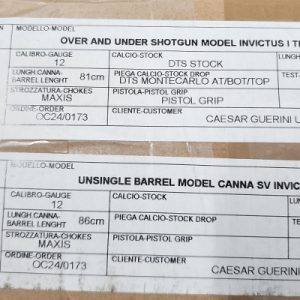 MODELLO-MODEL
OVER AND UNDER SHOTGUN MODEL INVICTUS I
CALIBRO-GAUGE CALCIO-STOCK
12 DTS STOCK
LUNGH.CANNA- PIEGA CALCIO-STOCK DROP
BARREL LENGHT 81cm DTS MONTECARLO AT/BOT/TOP
STROZZATURA-CHOKES PISTOLA-PISTOL GRIP
MAXIS PISTOL GRIP
ORDINE-ORDER CLIENTE-CUSTOMER
OC24/0173 CAESAR GUERINI
MODELLO-MODEL
UNSINGLE BARREL MODEL CANNA SV INVIC
CALIBRO-GAUGE CALCIO-STOCK
12
LUNGH.CANNA- PIEGA CALCIO-STOCK DROP
BARREL LENGHT 86cm
STROZZATURA-CHOKES PISTOLA-PISTOL GRIP
MAXIS
ORDINE-ORDER CLIENTE-CUSTOMER
OC24/0173 CAESAR GUERINI